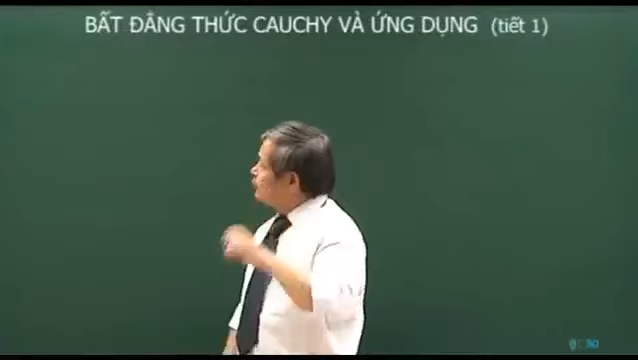 BẤT ĐẲNG THỨC CAUCHY VÀ ỨNG DỤNG (tiết 1)